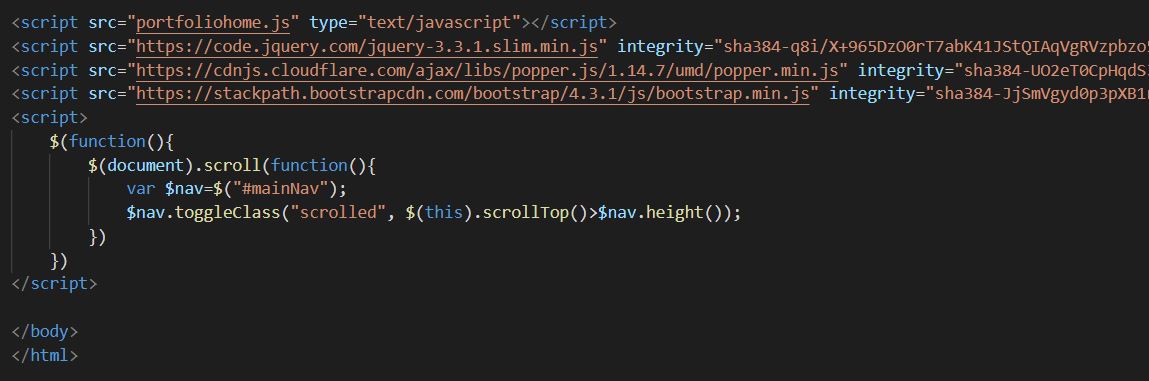 <script src="portfoliohome.js" type="text/javascript"></script>
<script src="https://code.jquery.com/jquery-3.3.1.slim.min.js" integrity="sha384-q8i/X+965DzO0rT7abK41JStQIAqVgRVzpbzo5
<script src="https://cdnjs.cloudflare.com/ajax/libs/popper.js/1.14.7/umd/popper.min.js" integrity="sha384-UO2eT0CpHqdS
<script src="https://stackpath.bootstrapcdn.com/bootstrap/4.3.1/js/bootstrap.min.js" integrity="sha384-JjSmVgyd0p3pXB1
<script>
$(function(){
$(document).scroll(function(){
var $nav=$("#mainNav");
$nav.toggleClass("scrolled", $(this).scrollTop()>$nav.height());
})
})
</script>
</body>
</html>